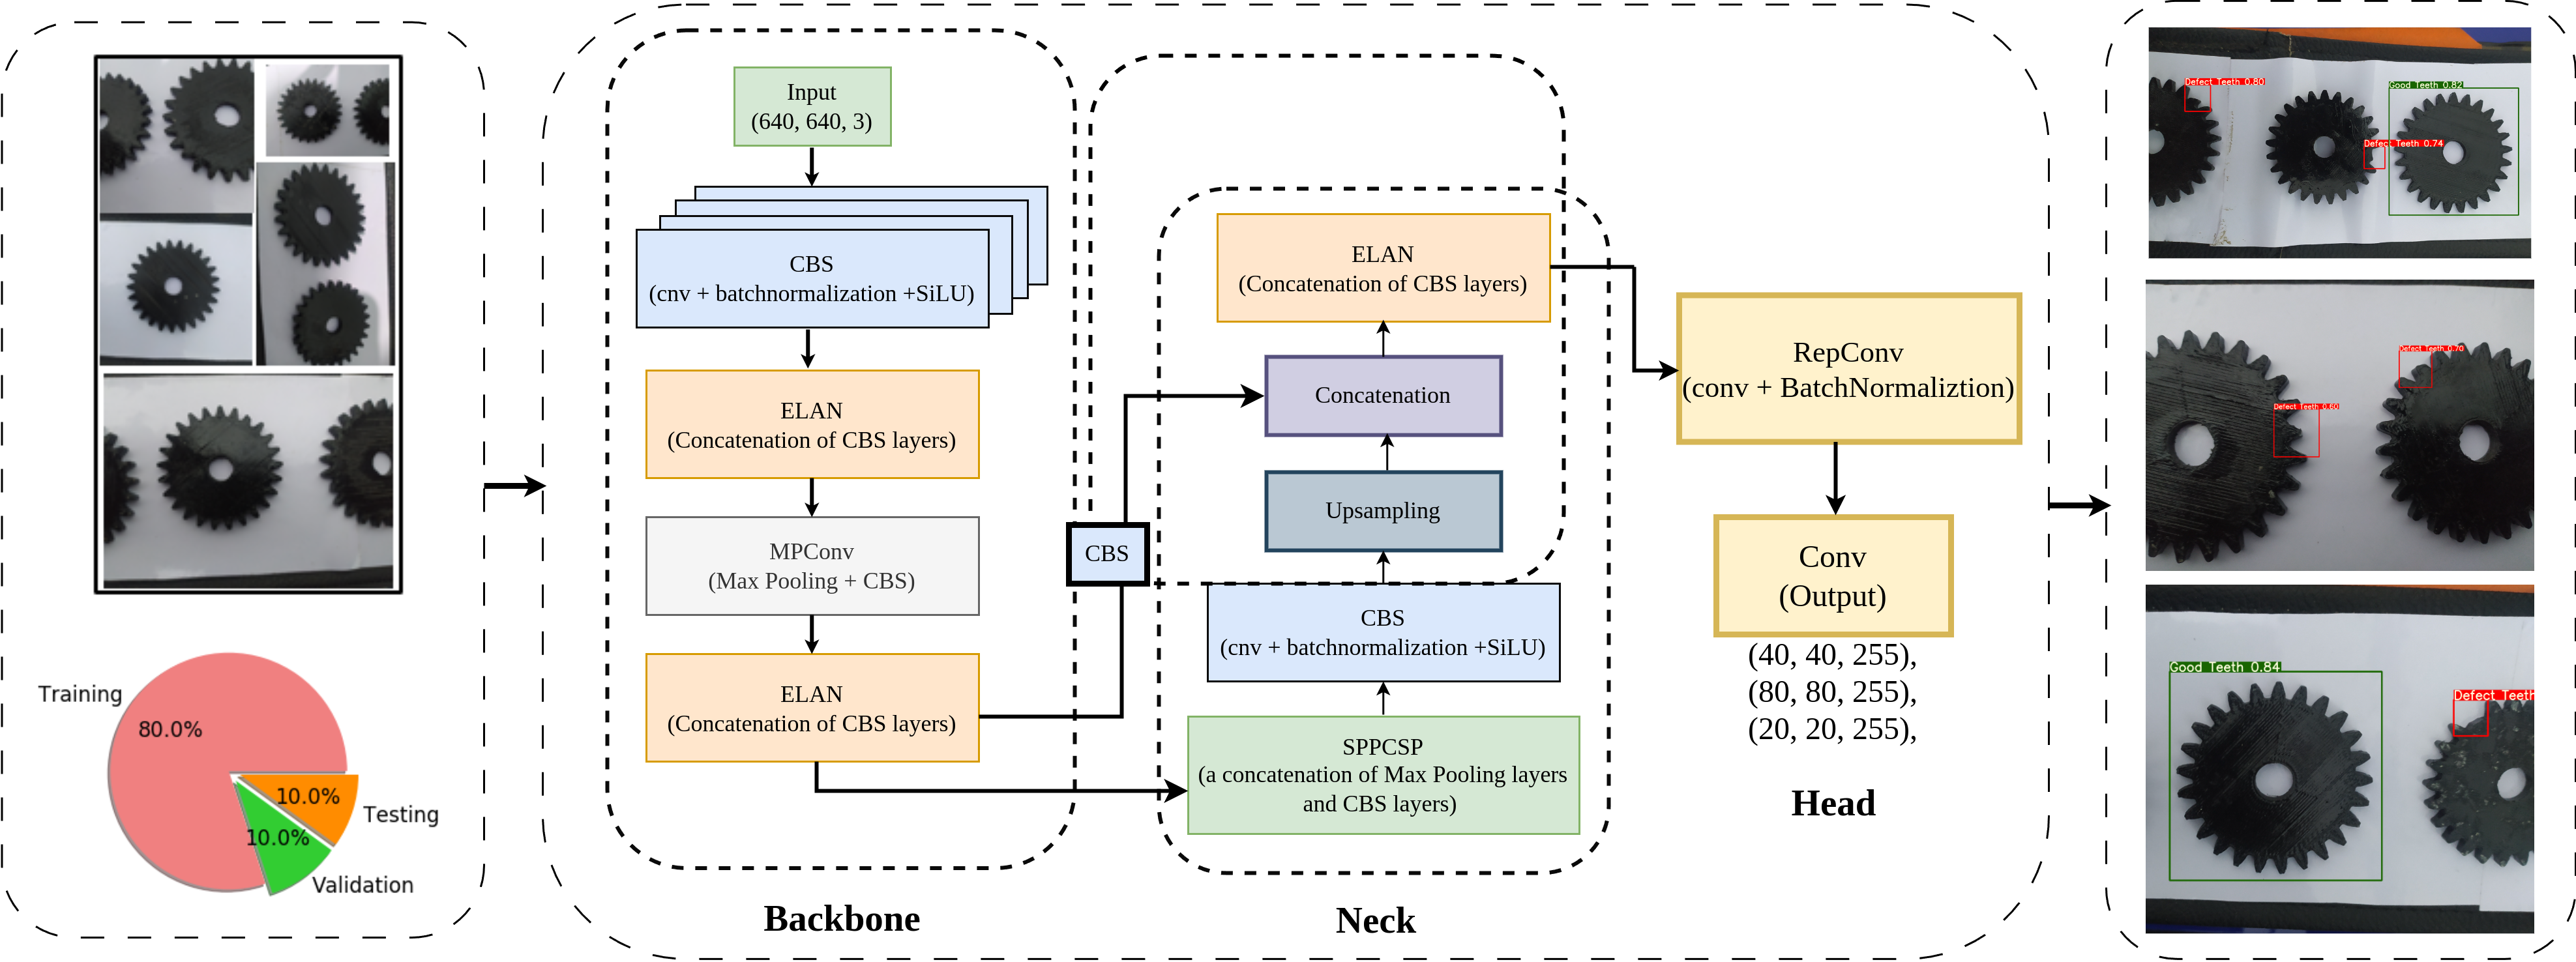 Training
80.0%
10.0%
Testing
10.0%
Validation
Input
(640, 640, 3)
CBS
(cnv + batchnormalization +SiLU)
ELAN
(Concatenation of CBS layers)
MPConv
(Max Pooling + CBS)
ELAN
(Concatenation of CBS layers)
Backbone
CBS
ELAN
(Concatenation of CBS layers)
Concatenation
Upsampling
CBS
(cnv + batchnormalization +SiLU)
SPPCSP
(a concatenation of Max Pooling layers
and CBS layers)
Neck
RepConv
(conv + BatchNormaliztion)
Conv
(Output)
(40, 40, 255),
(80, 80, 255),
(20, 20, 255),
Head
Defect Teeth 0.80
Good Teeth 0.82
Defect Teeth 0.74
Defect Teeth 0.70
Defect Teeth 0.60
Good Teeth 0.84
Defect Teeth